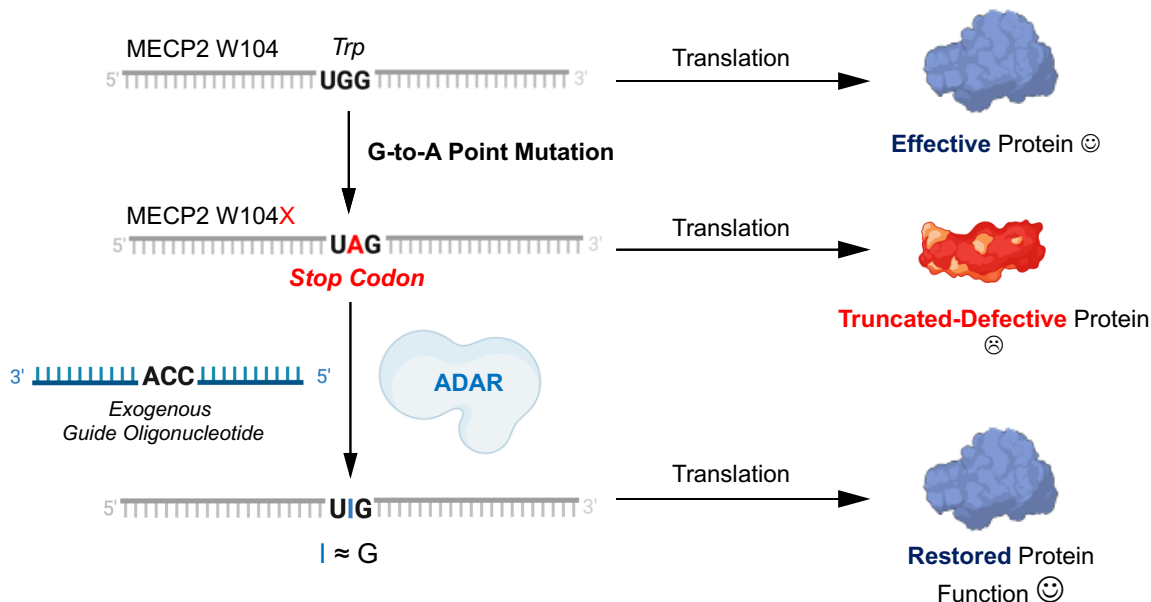 MECP2 W104
Trp
5' UGG 3'
Translation
Effective Protein ☺
G-to-A Point Mutation
MECP2 W104X
5' UAG 3'
Stop Codon
Translation
Truncated-Defective Protein
☹
3' ACC 5'
Exogenous
Guide Oligonucleotide
ADAR
5' UIG 3'
I ≈ G
Translation
Restored Protein
Function ☺